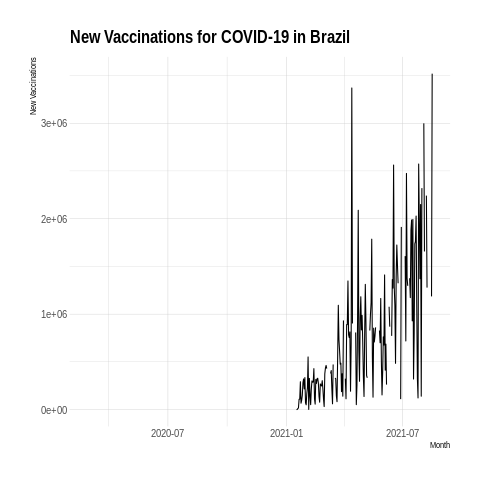 New Vaccinations for COVID-19 in Brazil
New Vaccinations
3e+06
2e+06
1e+06
0e+00
2020-07
2021-01
2021-07
Month